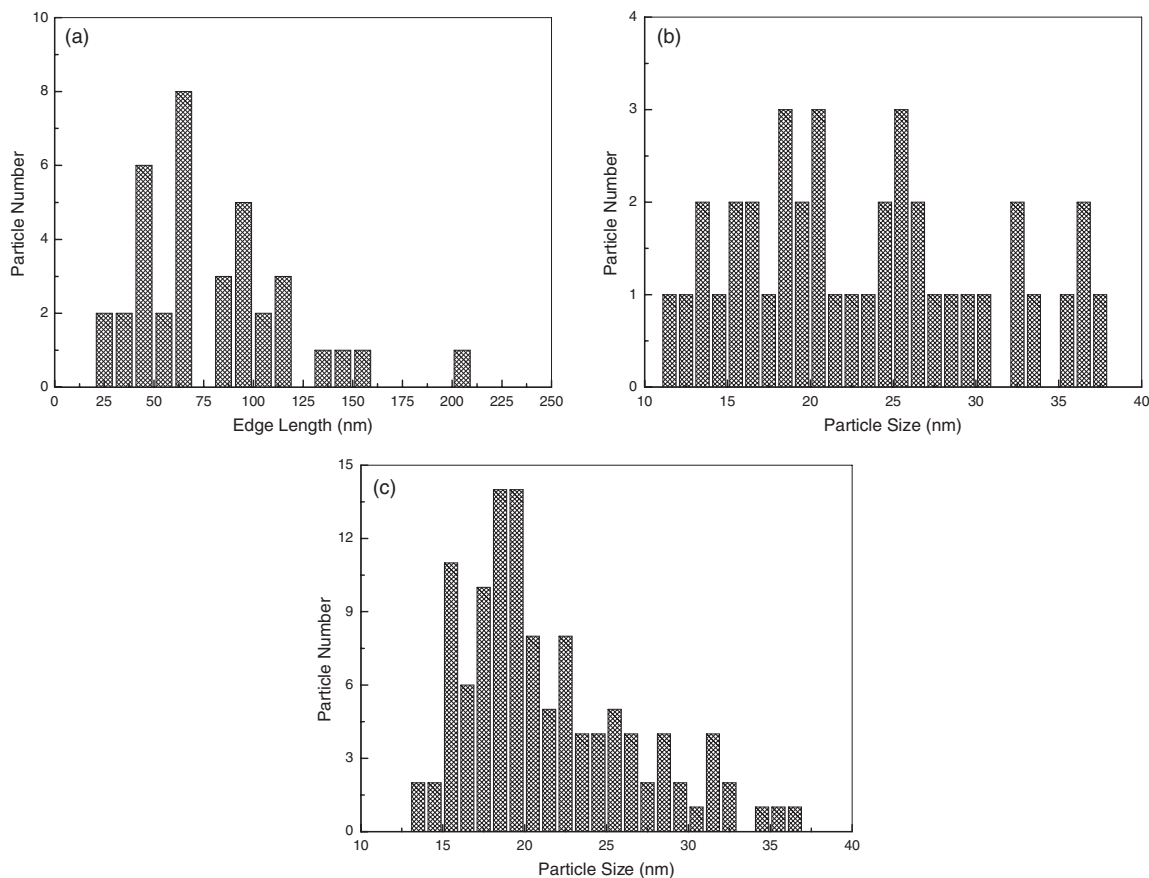 (a)
10
8
6
4
2
0
Particle Number
0 25 50 75 100 125 150 175 200 225 250
Edge Length (nm)
(b)
4
3
2
1
0
Particle Number
10 15 20 25 30 35 40
Particle Size (nm)
(c)
15
12
9
6
3
0
Particle Number
10 15 20 25 30 35 40
Particle Size (nm)